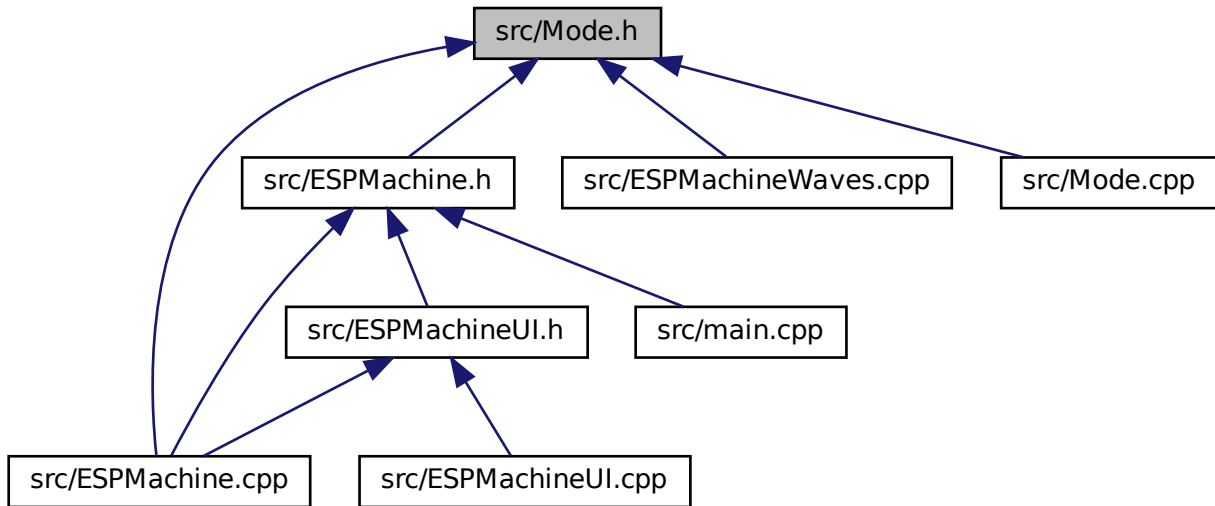 src/Mode.h
src/ESPMachine.h
src/ESPMachineWaves.cpp
src/Mode.cpp
src/ESPMachineUI.h
src/main.cpp
src/ESPMachine.cpp
src/ESPMachineUI.cpp